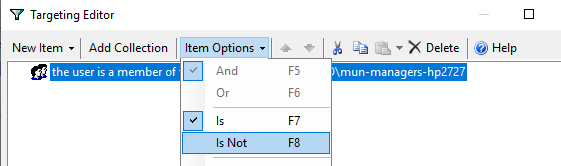 Targeting Editor
New Item Add Collection Item Options Delete Help
the user is a member of \mun-managers-hp2727
And F5
Or F6
Is F7
Is Not F8